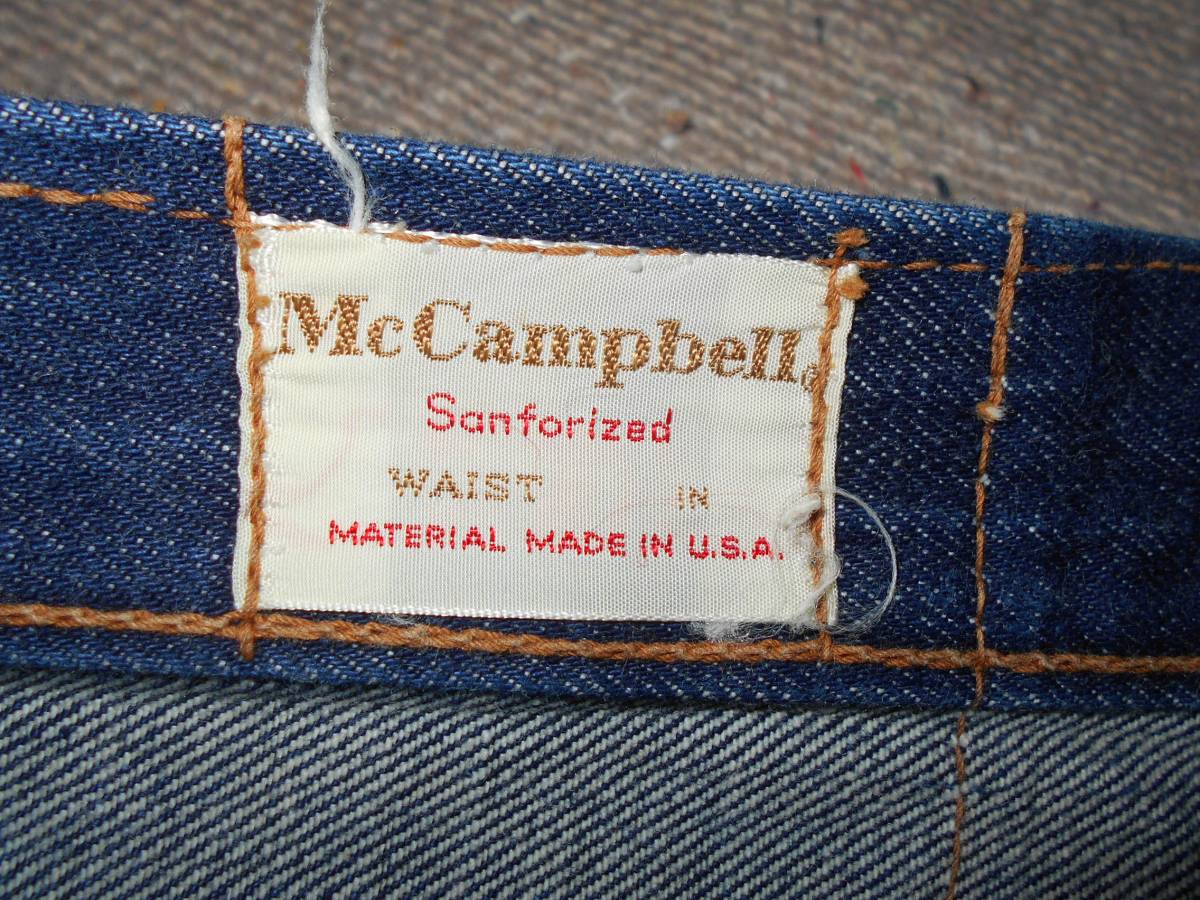 McCampbell
Sanforized
WAIST IN
MATERIAL MADE IN U.S.A.